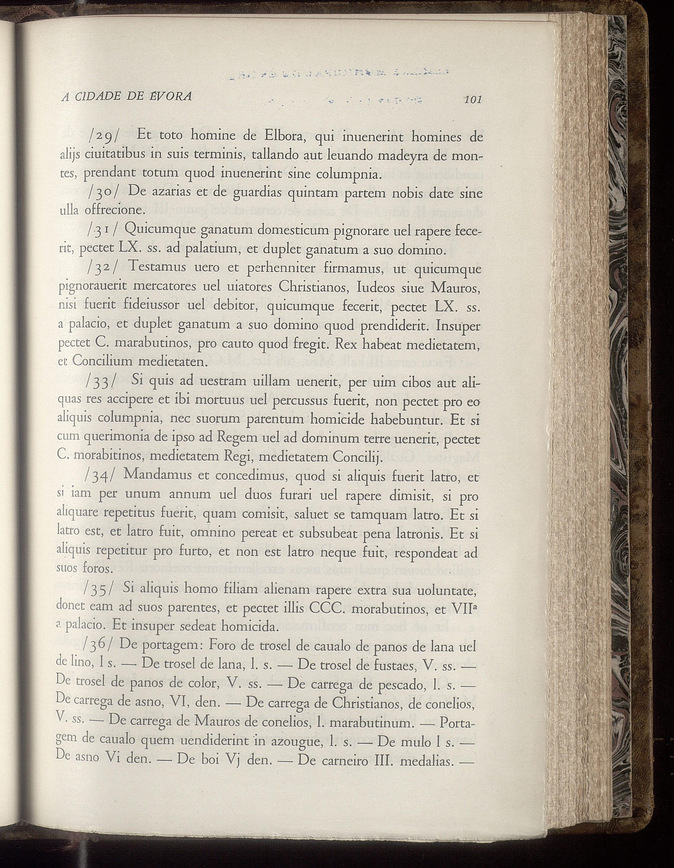 A CIDADE DE ÉVORA 101
/29/ Et toto homine de Elbora, qui inuenerint homines de
alijs ciuitatibus in suis terminis, tallando aut leuando madeyra de mon-
tes, prendant totum quod inuenerint sine columpnia.
/30/ De azarias et de guardias quintam partem nobis date sine
ulla offrecione.
/31/ Quicumque ganatum domesticum pignorare uel rapere fece-
rit, pectet LX. ss. ad palatium, et duplet ganatum a suo domino.
/32/ Testamus uero et perhenniter firmamus, ut quicumque
pignorauerit mercatores uel uiatores Christianos, Iudeos siue Mauros,
nisi fuerit fideiussor uel debitor, quicumque fecerit, pectet LX. ss.
a palacio, et duplet ganatum a suo domino quod prendiderit. Insuper
pectet C. marabutinos, pro cauto quod fregit. Rex habeat medietatem,
et Concilium medietaten.
/33/ Si quis ad uestram uillam uenerit, per uim cibos aut ali-
quas res accipere et ibi mortuus uel percussus fuerit, non pectet pro eo
aliquis columpnia, nec suorum parentum homicide habebuntur. Et si
cum querimonia de ipso ad Regem uel ad dominum terre uenerit, pectet
C. morabitinos, medietatem Regi, medietatem Concilij.
/34/ Mandamus et concedimus, quod si aliquis fuerit latro, et
si iam per unum annum uel duos furari uel rapere dimisit, si pro
aliquare repetitus fuerit, quam comisit, saluet se tamquam latro. Et si
latro est, et latro fuit, omnino pereat et subsubeat pena latronis. Et si
aliquis repetitur pro furto, et non est latro neque fuit, respondeat ad
suos foros.
/35/ Si aliquis homo filiam alienam rapere extra sua uoluntate,
donet eam ad suos parentes, et pectet illis CCC. morabutinos, et VIIª
a palacio. Et insuper sedeat homicida.
/36/ De portagem: Foro de trosel de caualo de panos de lana uel
de lino, I s. — De trosel de lana, I. s. — De trosel de fustaes, V. ss. —
De trosel de panos de color, V. ss. — De carrega de pescado, I. s. —
De carrega de asno, VI, den. — De carrega de Christianos, de conelios,
V. ss. — De carrega de Mauros de conelios, I. marabutinum. — Porta-
gem de caualo quem uendiderint in azougue, I. s. — De mulo I s. —
De asno Vi den. — De boi Vj den. — De carneiro III. medalias. —